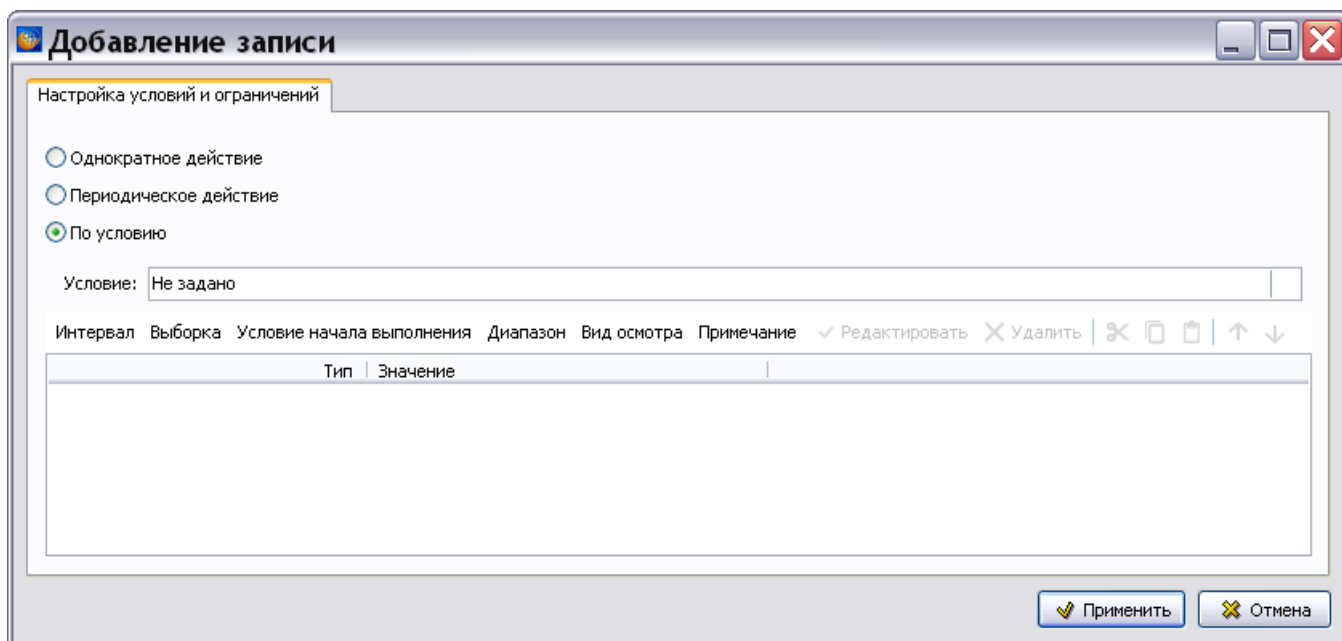 Добавление записи
Настройка условий и ограничений
Однократное действие
Периодическое действие
По условию
Условие: Не задано
Интервал Выборка Условие начала выполнения Диапазон Вид осмотра Примечание Редактировать Удалить
Тип Значение
Применить Отмена